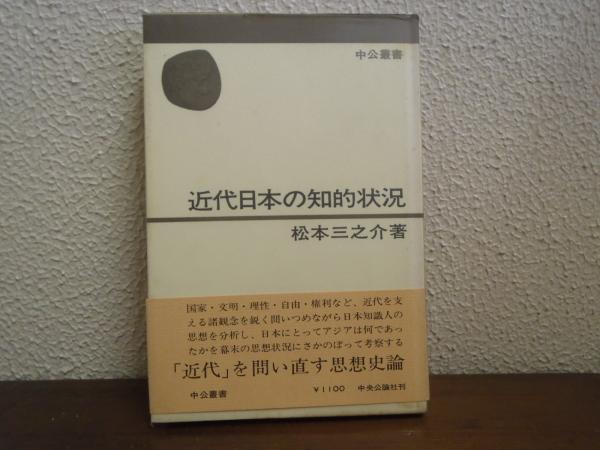 中公叢書
近代日本の知的状況
松本三之介著
国家・文明・理性・自由・権利など、近代を支
える諸観念を鋭く問いつめながら日本知識人の
思想を分析し、日本にとってアジアは何であっ
たかを幕末の思想状況にさかのぼって考察する
「近代」を問い直す思想史論
中公叢書 ¥1100 中央公論社刊